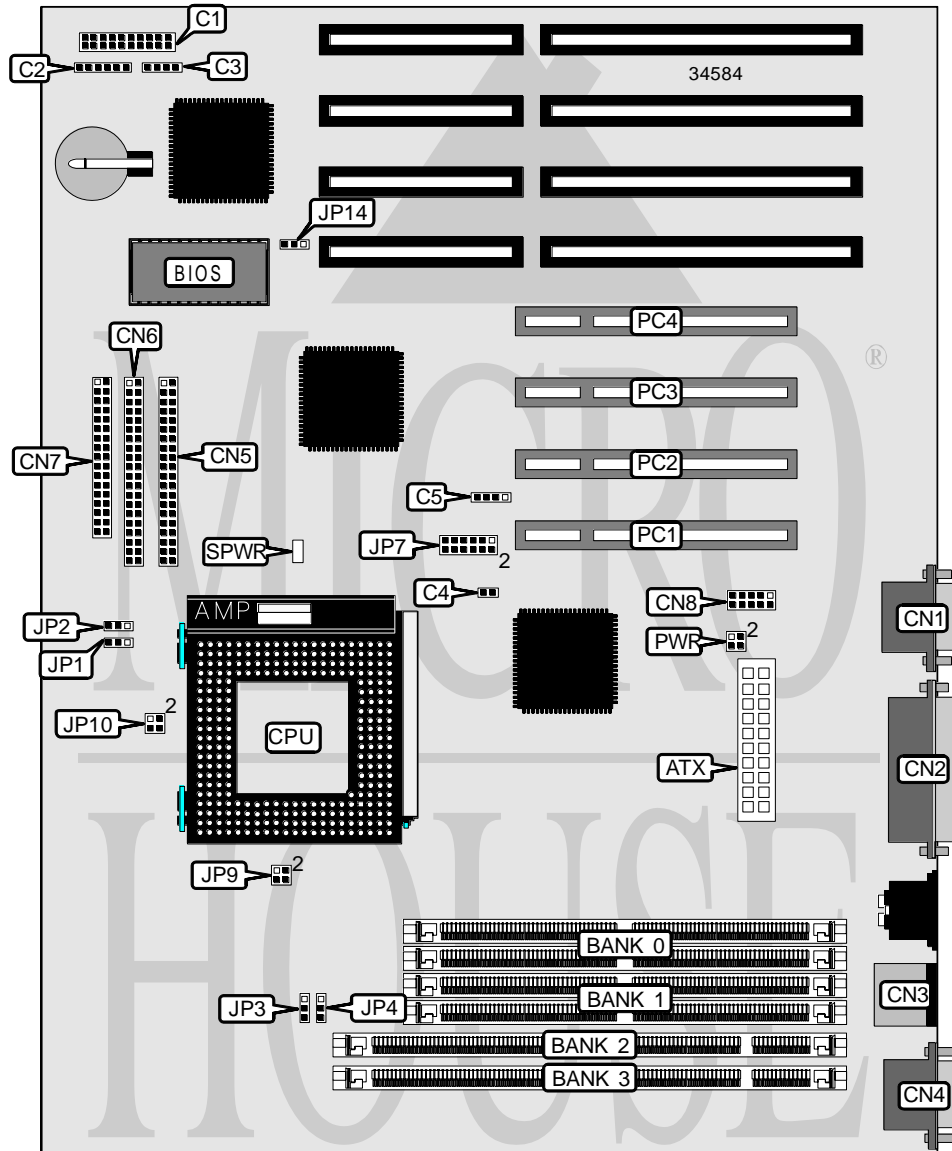 C1
C2
C3
34584
JP14
BIOS
PC4
CN6
®
PC3
CN7
CN5
PC2
C5
PC1
SPWR
JP7
2
C4
CN8
CN1
AMP
JP2
PWR
2
JP1
MICRO
JP10
2
CPU
ATX
CN2
JP9
2
BANK 0
CN3
JP3
JP4
BANK 1
BANK 2
BANK 3
CN4
HOUSE